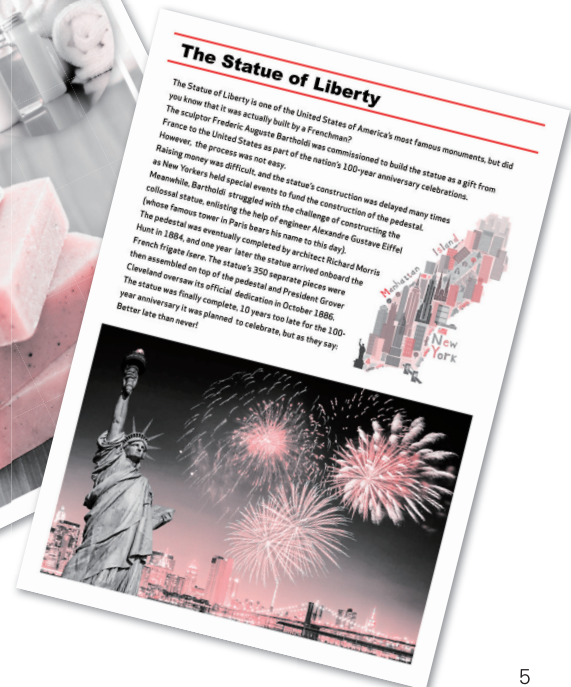 The Statue of Liberty
The Statue of Liberty is one of the United States of America's most famous monuments, but did
you know that it was actually built by a Frenchman?
The sculptor Frederic Auguste Bartholdi was commissioned to build the statue as a gift from
France to the United States as part of the nation's 100-year anniversary celebrations.
However, the process was not easy.
Raising money was difficult, and the statue's construction was delayed many times
as New Yorkers held special events to fund the construction of the pedestal.
Meanwhile, Bartholdi struggled with the challenge of constructing the
collossal statue, enlisting the help of engineer Alexandre Gustave Eiffel
(whose famous tower in Paris bears his name to this day).
The pedestal was eventually completed by architect Richard Morris
Hunt in 1884, and one year later the statue arrived onboard the
French frigate Isere. The statue's 350 separate pieces were
then assembled on top of the pedestal and President Grover
Cleveland oversaw its official dedication in October 1886.
The statue was finally complete, 10 years too late for the 100-
year anniversary it was planned to celebrate, but as they say:
Better late than never!
Manhattan Island
New
York
5